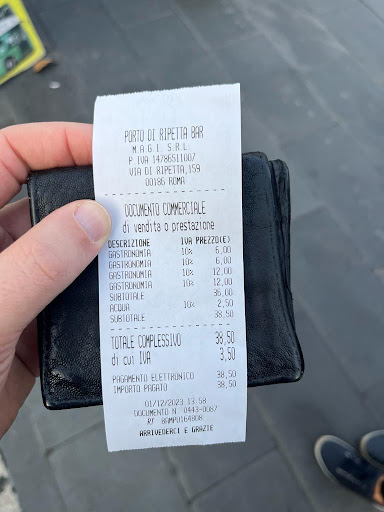 PORTO DI RIPETTA BAR
M.A.G.I. S.R.L.
P.IVA 14786511007
VIA DI RIPETTA,159
00186 ROMA
DOCUMENTO COMMERCIALE
di vendita o prestazione
DESCRIZIONE IVA PREZZO(€)
GASTRONOMIA 10% 6,00
GASTRONOMIA 10% 6,00
GASTRONOMIA 10% 12,00
GASTRONOMIA 10% 12,00
SUBTOTALE 36,00
ACQUA 10% 2,50
SUBTOTALE 38,50
TOTALE COMPLESSIVO 38,50
di cui IVA 3,50
PAGAMENTO ELETTRONICO 38,50
IMPORTO PAGATO 38,50
01/12/2023 13:58
DOCUMENTO N. 0443-0087
RT 8AMPU164908
ARRIVEDERCI E GRAZIE